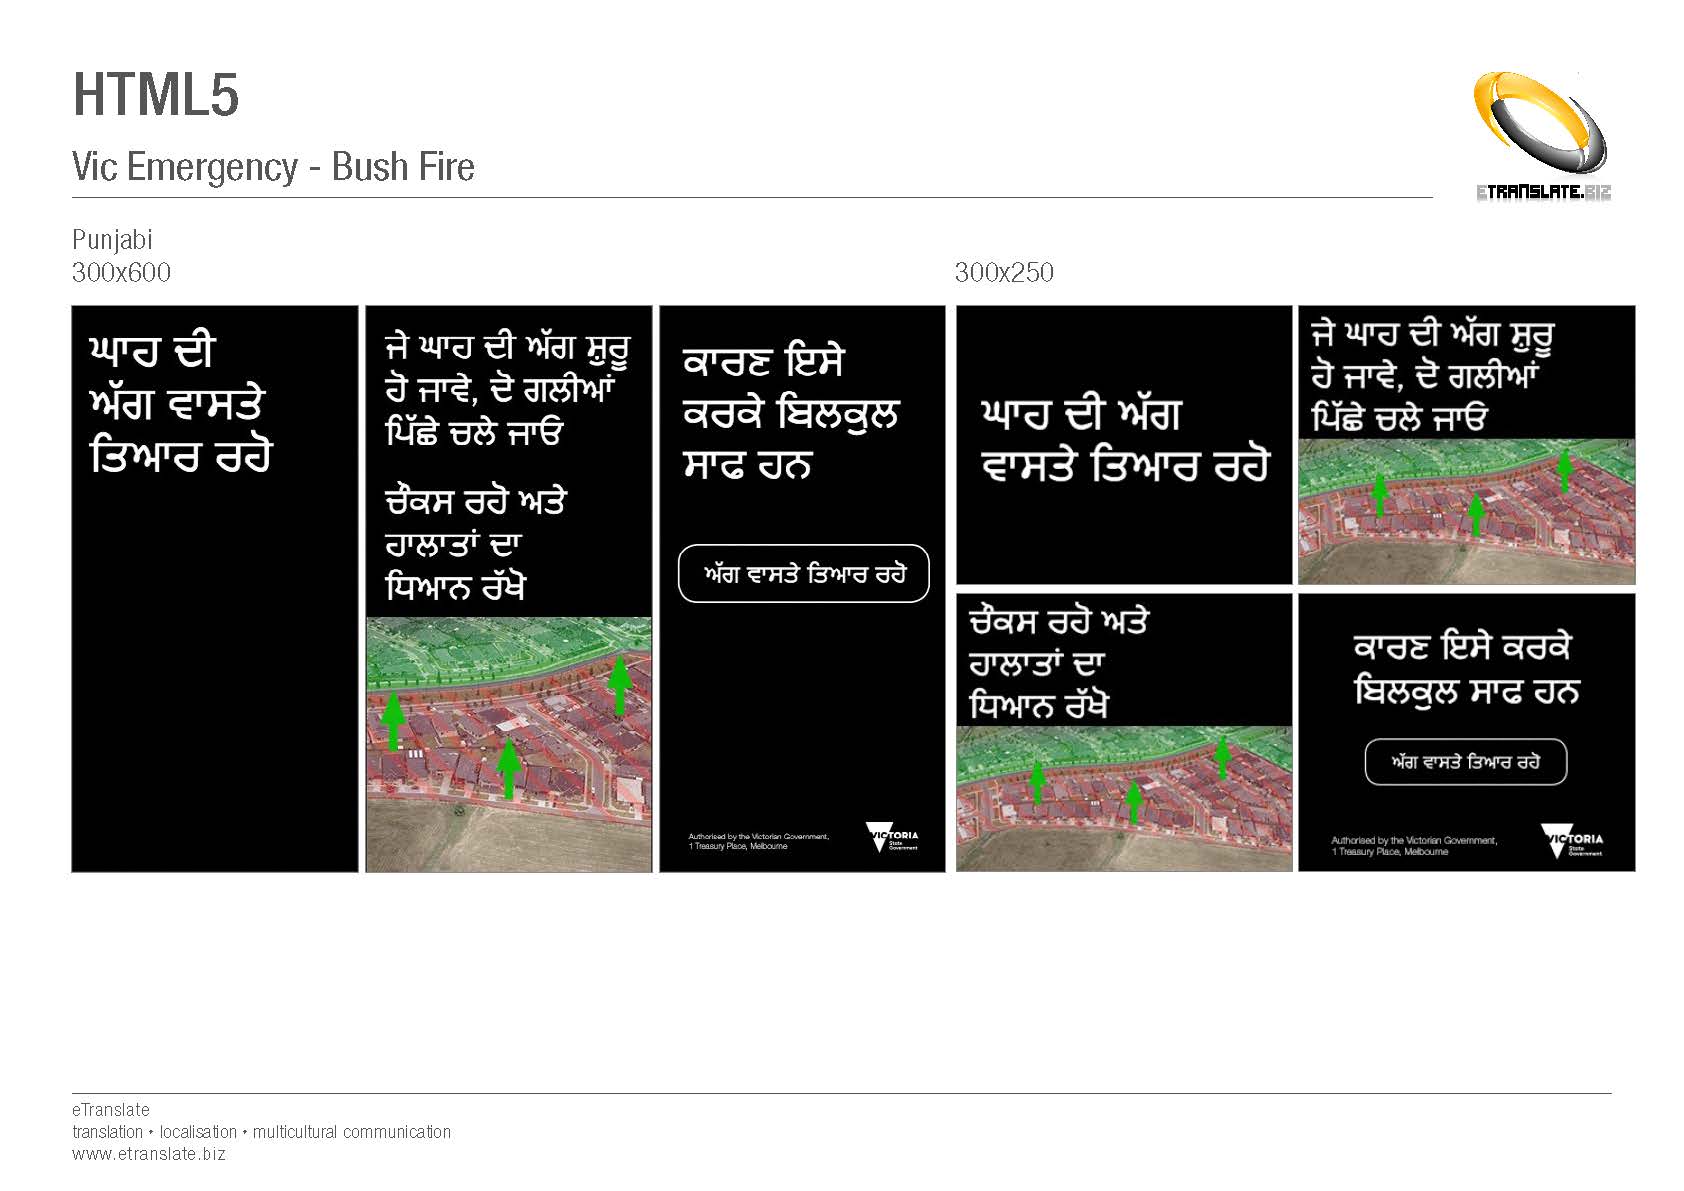 HTML5
Vic Emergency - Bush Fire
ETRANSLATE.BIZ
Punjabi
300x600
ਘਾਹ ਦੀ
ਅੱਗ ਵਾਸਤੇ
ਤਿਆਰ ਰਹੋ
ਜੇ ਘਾਹ ਦੀ ਅੱਗ ਸ਼ੁਰੂ
ਹੋ ਜਾਵੇ, ਦੋ ਗਲੀਆਂ
ਪਿੱਛੇ ਚਲੇ ਜਾਓ
ਚੌਕਸ ਰਹੋ ਅਤੇ
ਹਾਲਾਤਾਂ ਦਾ
ਧਿਆਨ ਰੱਖੋ
ਕਾਰਣ ਇਸੇ
ਕਰਕੇ ਬਿਲਕੁਲ
ਸਾਫ ਹਨ
ਅੱਗ ਵਾਸਤੇ ਤਿਆਰ ਰਹੋ
Authorised by the Victorian Government,
1 Treasury Place, Melbourne
VICTORIA
State
Government
300x250
ਘਾਹ ਦੀ ਅੱਗ
ਵਾਸਤੇ ਤਿਆਰ ਰਹੋ
ਜੇ ਘਾਹ ਦੀ ਅੱਗ ਸ਼ੁਰੂ
ਹੋ ਜਾਵੇ, ਦੋ ਗਲੀਆਂ
ਪਿੱਛੇ ਚਲੇ ਜਾਓ
ਚੌਕਸ ਰਹੋ ਅਤੇ
ਹਾਲਾਤਾਂ ਦਾ
ਧਿਆਨ ਰੱਖੋ
ਕਾਰਣ ਇਸੇ ਕਰਕੇ
ਬਿਲਕੁਲ ਸਾਫ ਹਨ
ਅੱਗ ਵਾਸਤੇ ਤਿਆਰ ਰਹੋ
Authorised by the Victorian Government,
1 Treasury Place, Melbourne
VICTORIA
State
Government
eTranslate
translation • localisation • multicultural communication
www.etranslate.biz